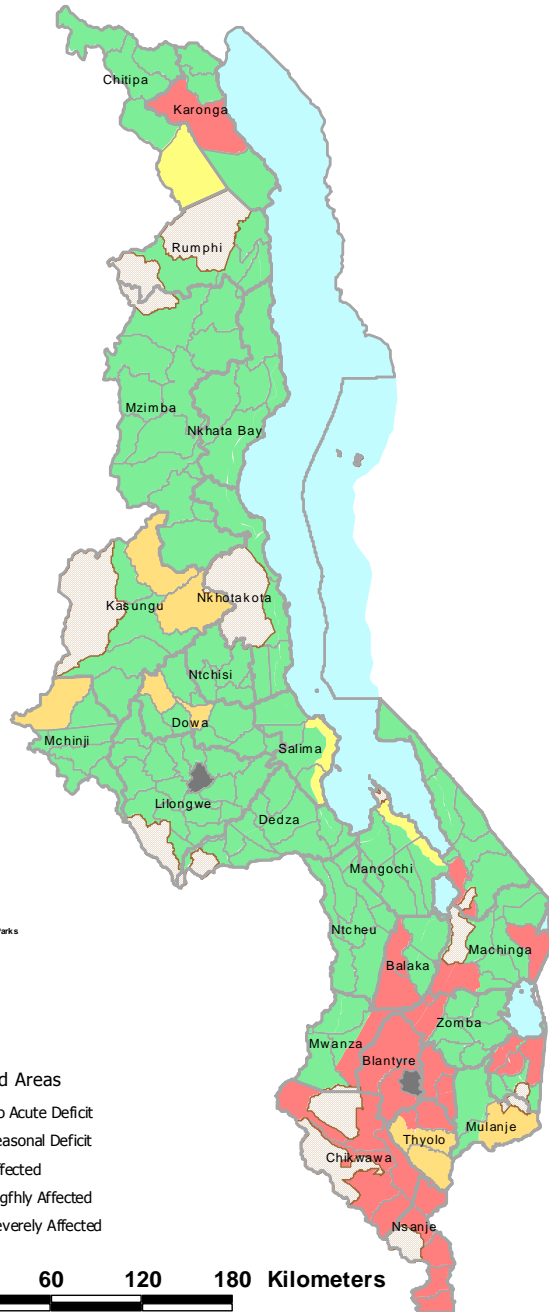 Chitipa
Karonga
Rumphi
Mzimba
Nkhata Bay
Kasungu
Nkhotakota
Ntchisi
Dowa
Mchinji
Salima
Lilongwe
Dedza
Mangochi
Ntcheu
Machinga
Balaka
Zomba
Mwanza
Blantyre
Mulanje
Thyolo
Chikwawa
Nsanje
arks
d Areas
o Acute Deficit
easonal Deficit
ffected
igfhly Affected
everely Affected
60 120 180 Kilometers